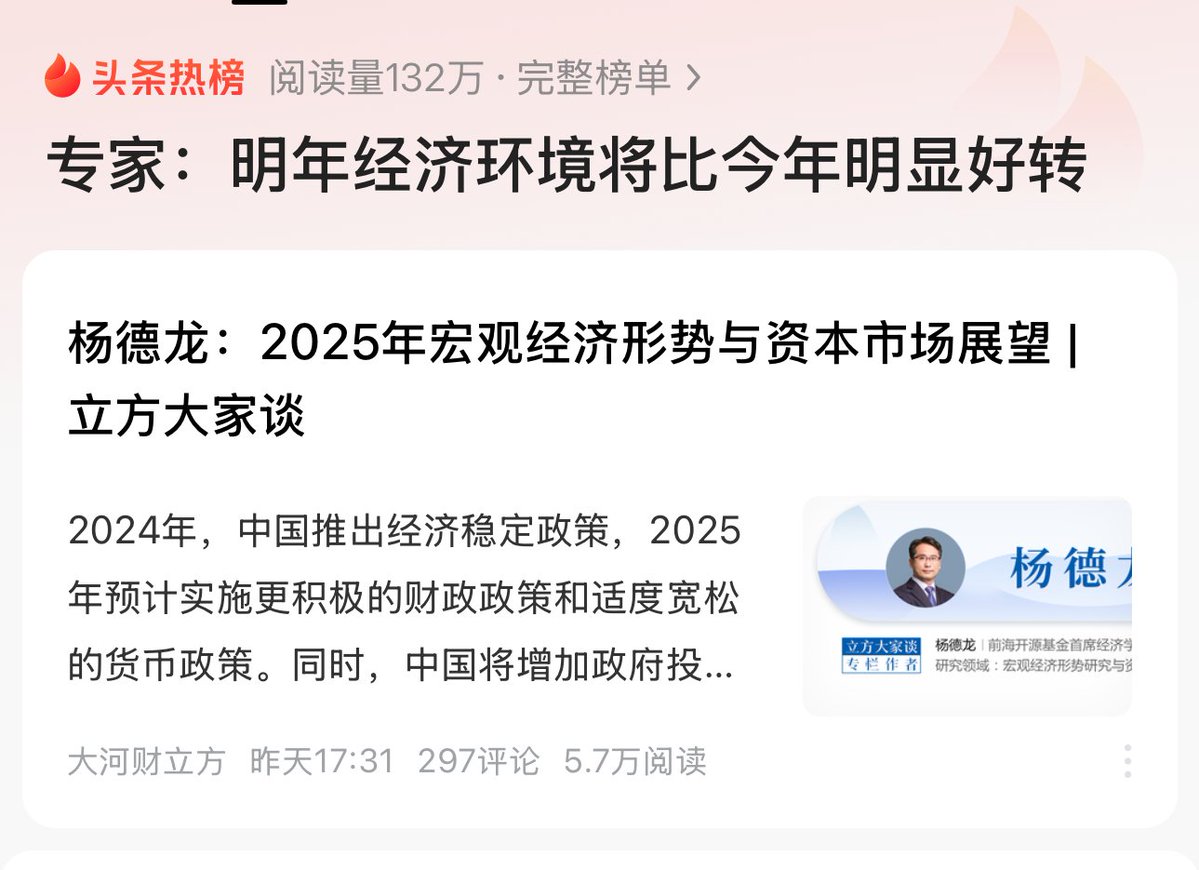 头条热榜 阅读量132万 · 完整榜单 >
专家：明年经济环境将比今年明显好转
杨德龙：2025年宏观经济形势与资本市场展望 |
立方大家谈
2024年，中国推出经济稳定政策，2025
年预计实施更积极的财政政策和适度宽松
的货币政策。同时，中国将增加政府投...
杨德
立方大家谈
专栏作者
杨德龙 | 前海开源基金首席经济学
研究领域：宏观经济形势研究与
大河财立方 昨天17:31 297评论 5.7万阅读